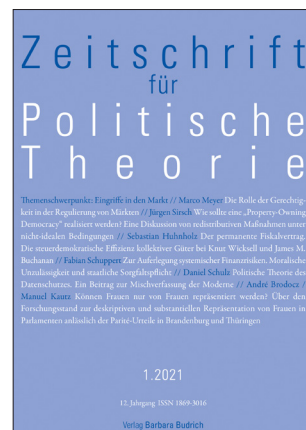 Zeitschrift
für
Politische
Theorie
Themenschwerpunkt: Eingriffe in den Markt // Marco Meyer Die Rolle der Gerechtig-
keit in der Regulierung von Märkten // Jürgen Sirsch Wie sollte eine „Property-Owning
Democracy" realisiert werden? Eine Diskussion von redistributiven Maßnahmen unter
nicht-idealen Bedingungen // Sebastian Huhnholz Der permanente Fiskalvertrag.
Die steuerdemokratische Effizienz kollektiver Güter bei Knut Wicksell und James M.
Buchanan // Fabian Schuppert Zur Auferlegung systemischer Finanzrisiken. Moralische
Unzulässigkeit und staatliche Sorgfaltspflicht // Daniel Schulz Politische Theorie des
Datenschutzes. Ein Beitrag zur Mischverfassung der Moderne // André Brodocz /
Manuel Kautz Können Frauen nur von Frauen repräsentiert werden? Über den
Forschungsstand zur deskriptiven und substantiellen Repräsentation von Frauen in
Parlamenten anlässlich der Parité-Urteile in Brandenburg und Thüringen
1.2021
12. Jahrgang ISSN 1869-3016
Verlag Barbara Budrich